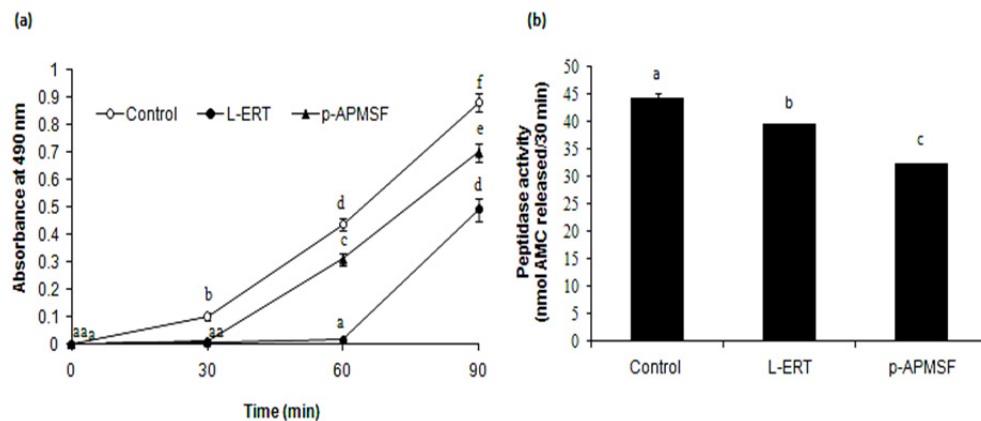 (a)
Absorbance at 490 nm
1
0.9
0.8
0.7
0.6
0.5
0.4
0.3
0.2
0.1
0
Control
L-ERT
p-APMSF
aa
a
b
aa
d
c
a
f
e
d
0
30
60
90
Time (min)
(b)
Peptidase activity
(nmol AMC released/30 min)
50
45
40
35
30
25
20
15
10
5
0
a
b
c
Control
L-ERT
p-APMSF